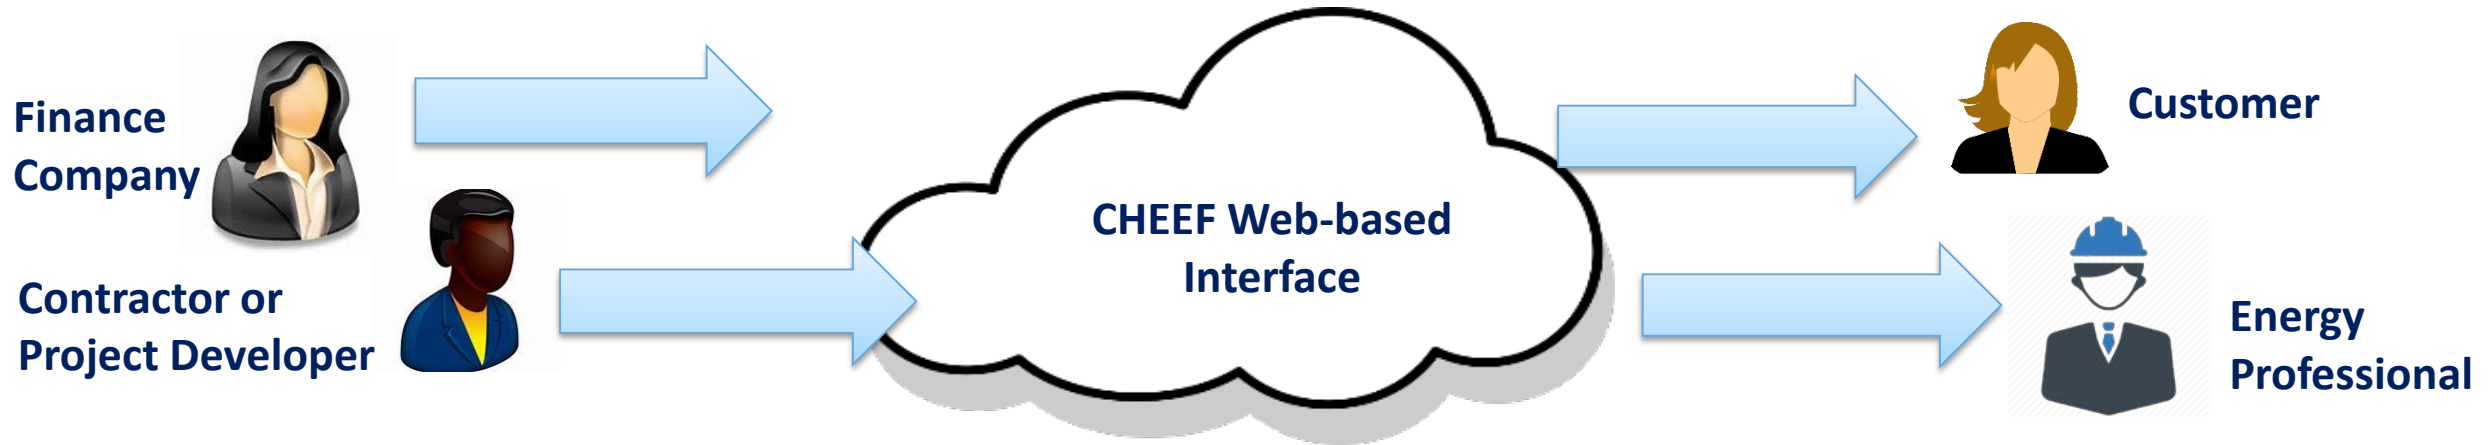 Finance
Company
Contractor or
Project Developer
CHEEF Web-based
Interface
Customer
Energy
Professional